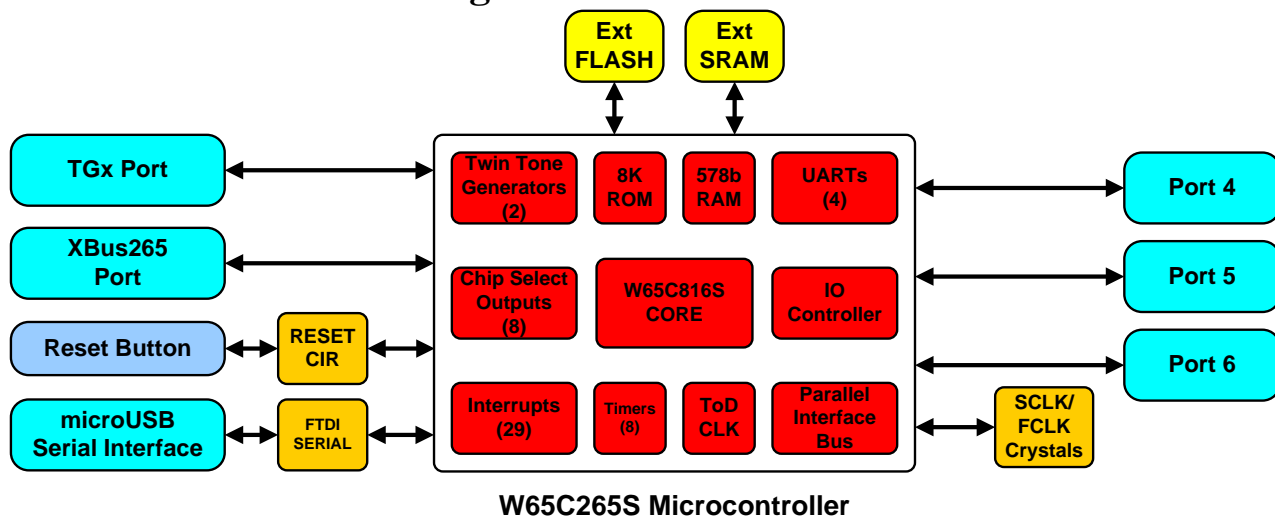 Ext
FLASH
Ext
SRAM
TGx Port
XBus265
Port
Reset Button
RESET
CIR
microUSB
Serial Interface
FTDI
SERIAL
Twin Tone
Generators
(2)
8K
ROM
578b
RAM
UARTs
(4)
Chip Select
Outputs
(8)
W65C816S
CORE
IO
Controller
Interrupts
(29)
Timers
(8)
ToD
CLK
Parallel
Interface
Bus
Port 4
Port 5
Port 6
SCLK/
FCLK
Crystals
W65C265S Microcontroller